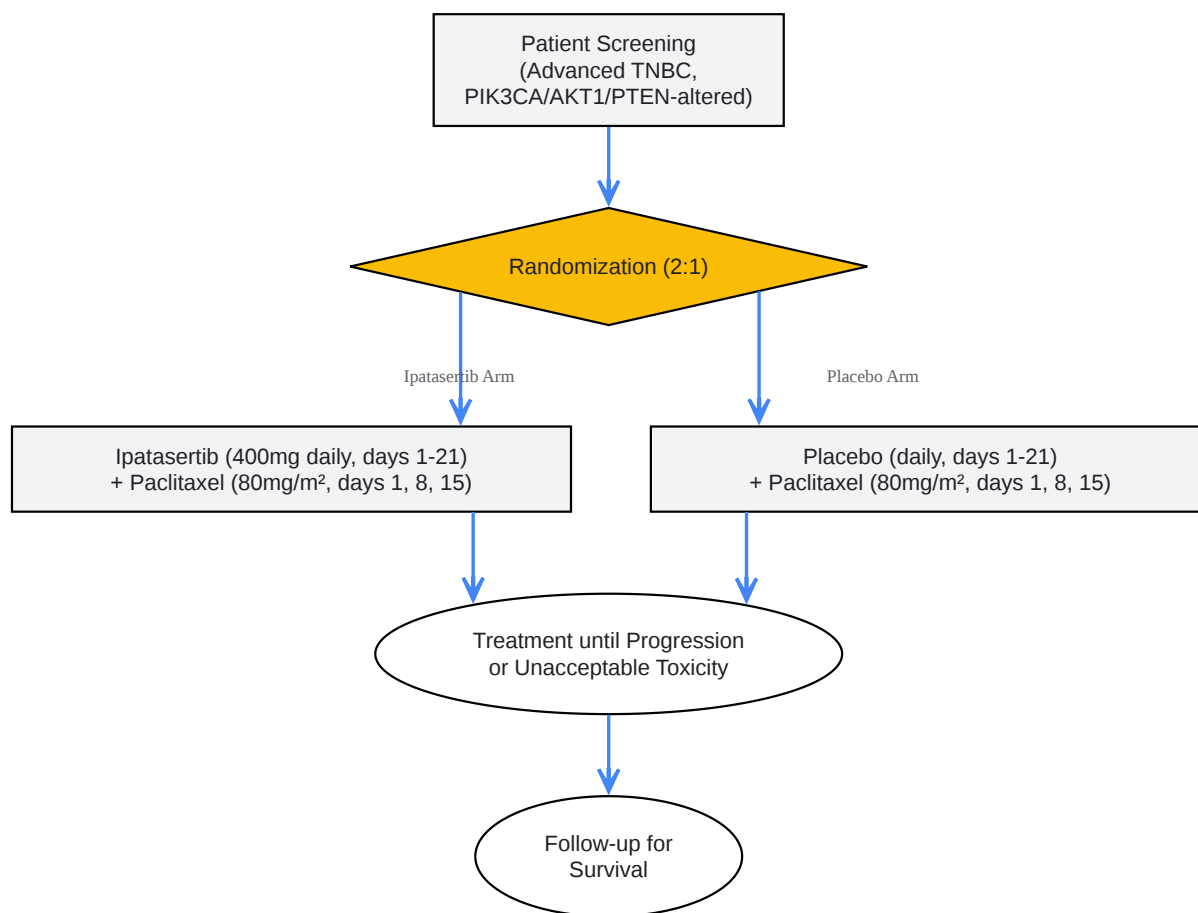 Patient Screening
(Advanced TNBC,
PIK3CA/AKT1/PTEN-altered)
Randomization (2:1)
Ipatasertib Arm
Placebo Arm
Ipatasertib (400mg daily, days 1-21)
+ Paclitaxel (80mg/m², days 1, 8, 15)
Placebo (daily, days 1-21)
+ Paclitaxel (80mg/m², days 1, 8, 15)
Treatment until Progression
or Unacceptable Toxicity
Follow-up for
Survival